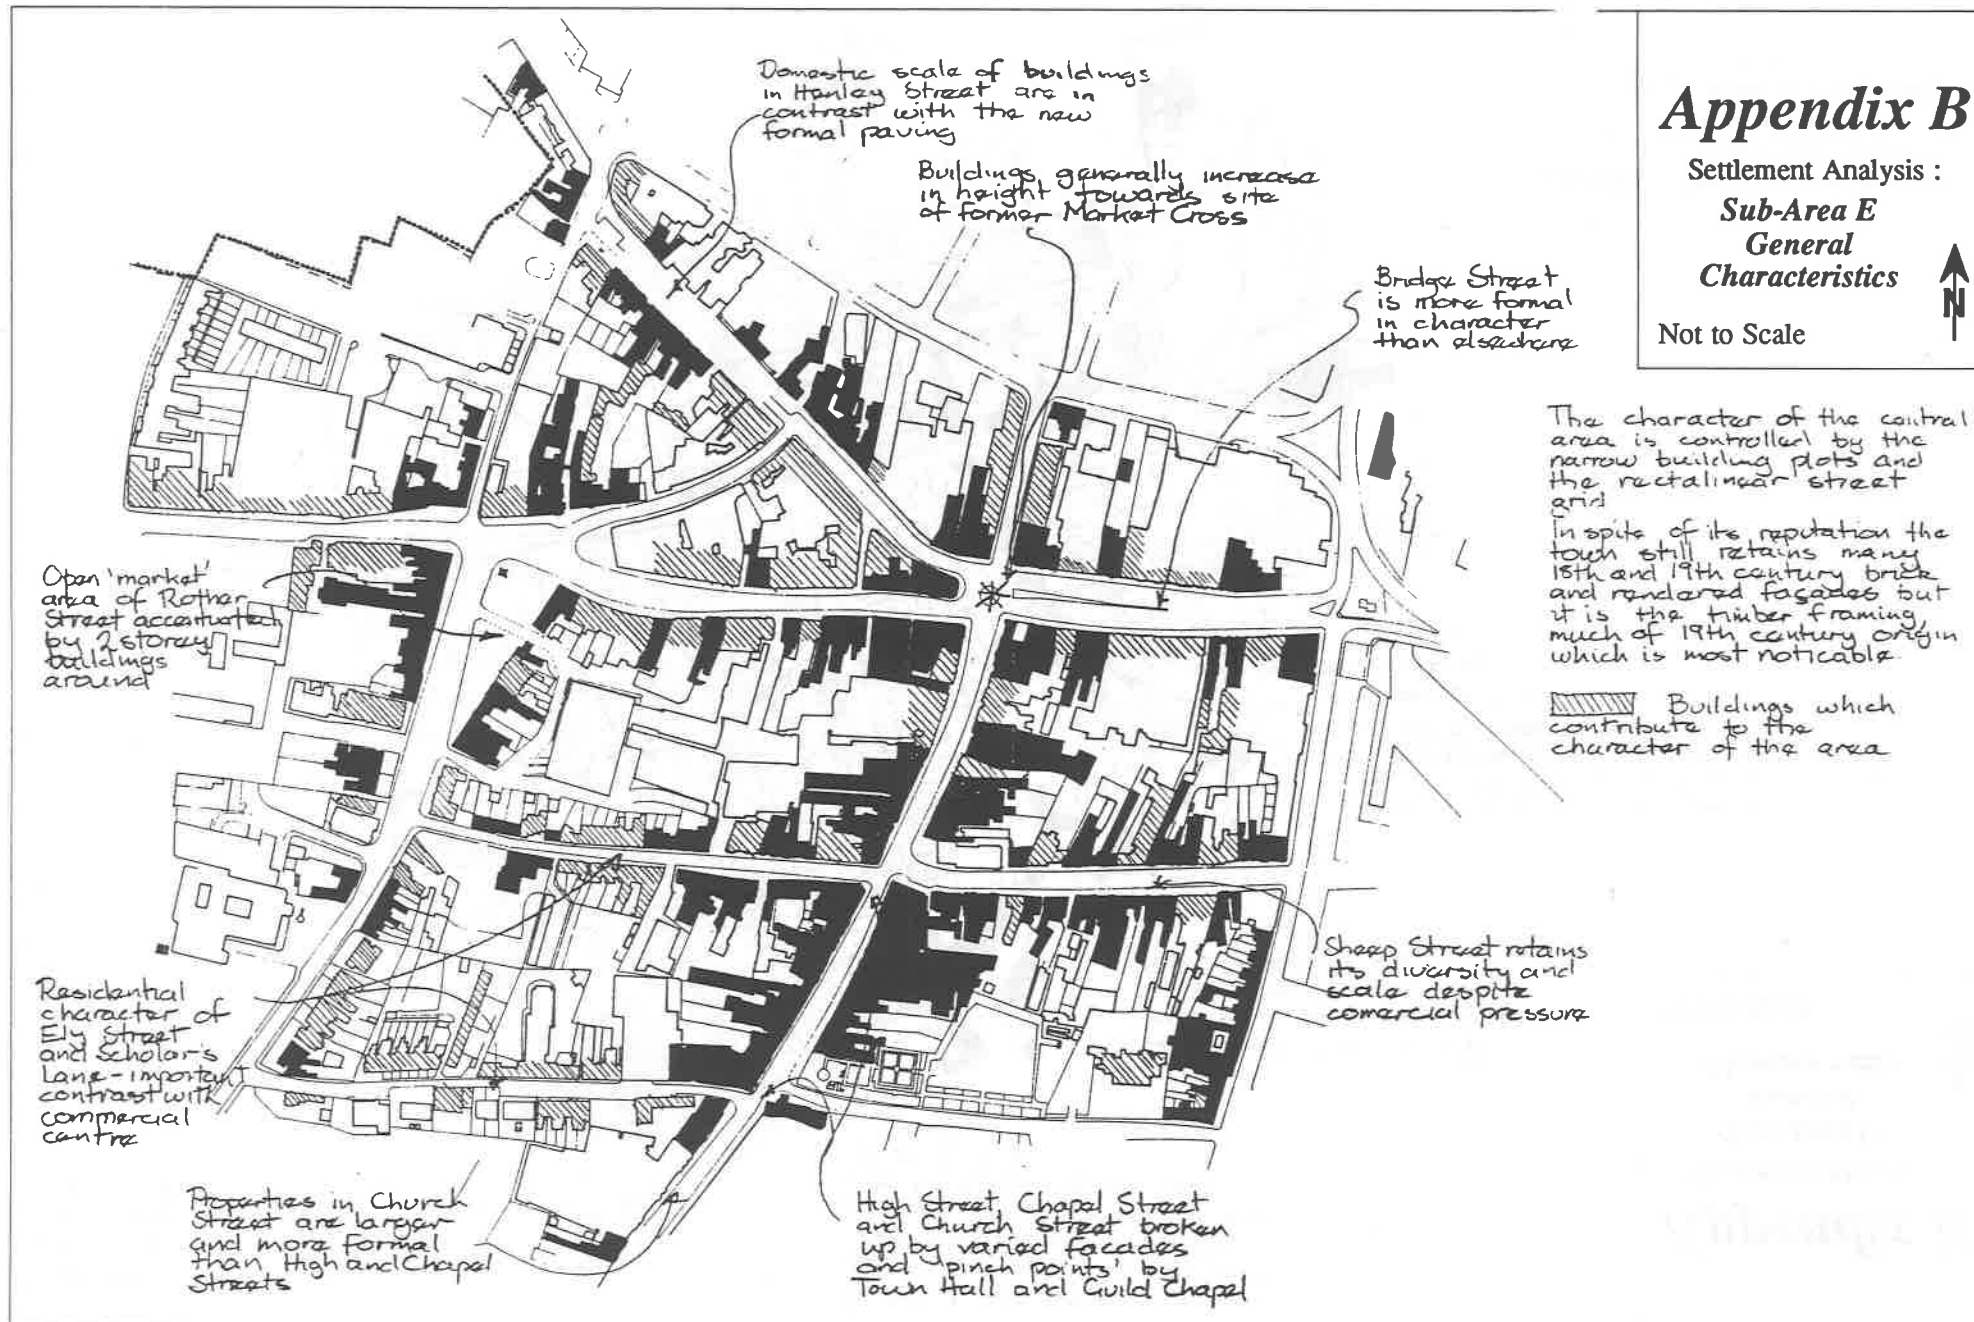 Domestic scale of buildings
in Henley Street are in
contrast with the new
formal paving
Buildings generally increase
in height towards site
of former Market Cross
Bridge Street
is more formal
in character
than elsewhere
Appendix B
Settlement Analysis :
Sub-Area E
General
Characteristics
N
Not to Scale
The character of the central
area is controlled by the
narrow building plots and
the rectalinear street
grid
In spite of its reputation the
town still retains many
18th and 19th century brick
and rendered façades but
it is the timber framing,
much of 19th century origin
which is most noticable.
Buildings which
contribute to the
character of the area
Open 'market'
area of Rother
Street accentuated
by 2 storey
buildings
around
Residential
character of
Ely Street
and Scholar's
Lane - important
contrast with
commercial
centre
Sheep Street retains
its diversity and
scale despite
comercial pressure
Properties in Church
Street are larger
and more formal
than High and Chapel
Streets
High Street, Chapel Street
and Church Street broken
up by varied facades
and 'pinch points' by
Town Hall and Guild Chapel